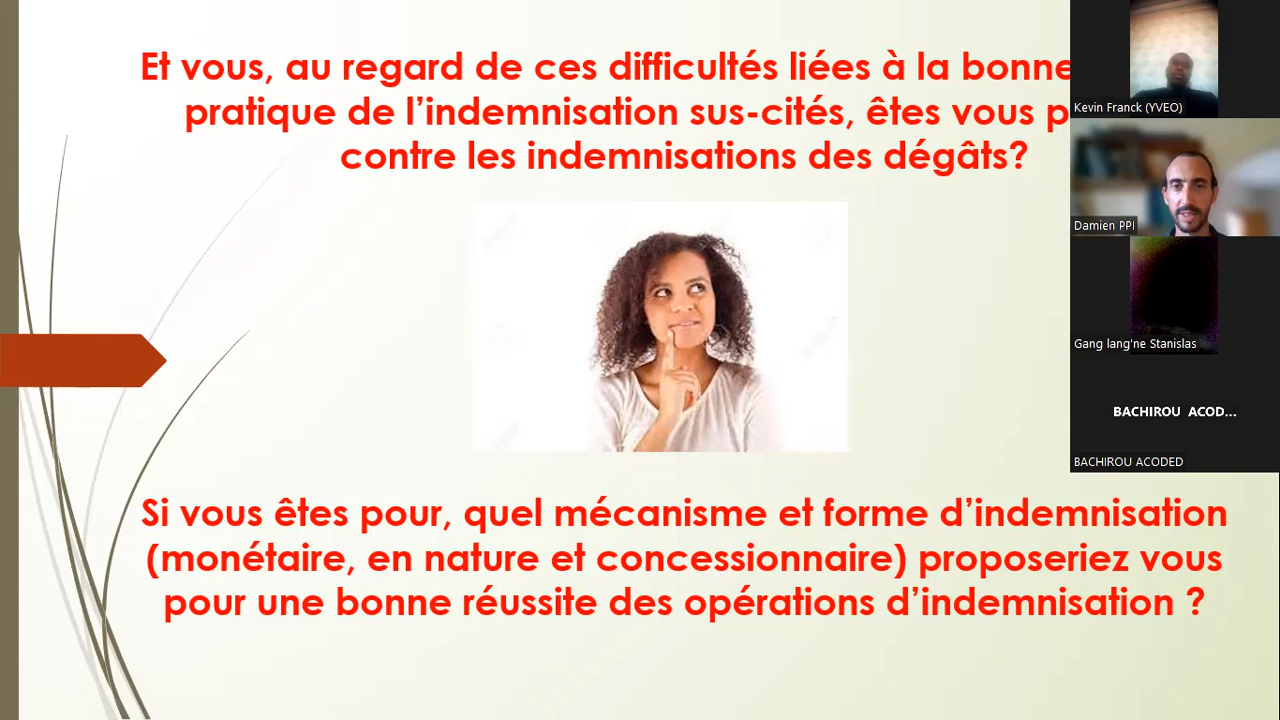 Et vous, au regard de ces difficultés liées à la bonne
pratique de l’indemnisation sus-cités, êtes vous
contre les indemnisations des dégâts?
Si vous êtes pour, quel mécanisme et forme d’indemnisation
(monétaire, en nature et concessionnaire) proposeriez vous
pour une bonne réussite des opérations d’indemnisation ?
Kevin Franck (YVEO)
Damien PPI
Gang lang'ne Stanislas
BACHIROU ACOD...
BACHIROU ACODED